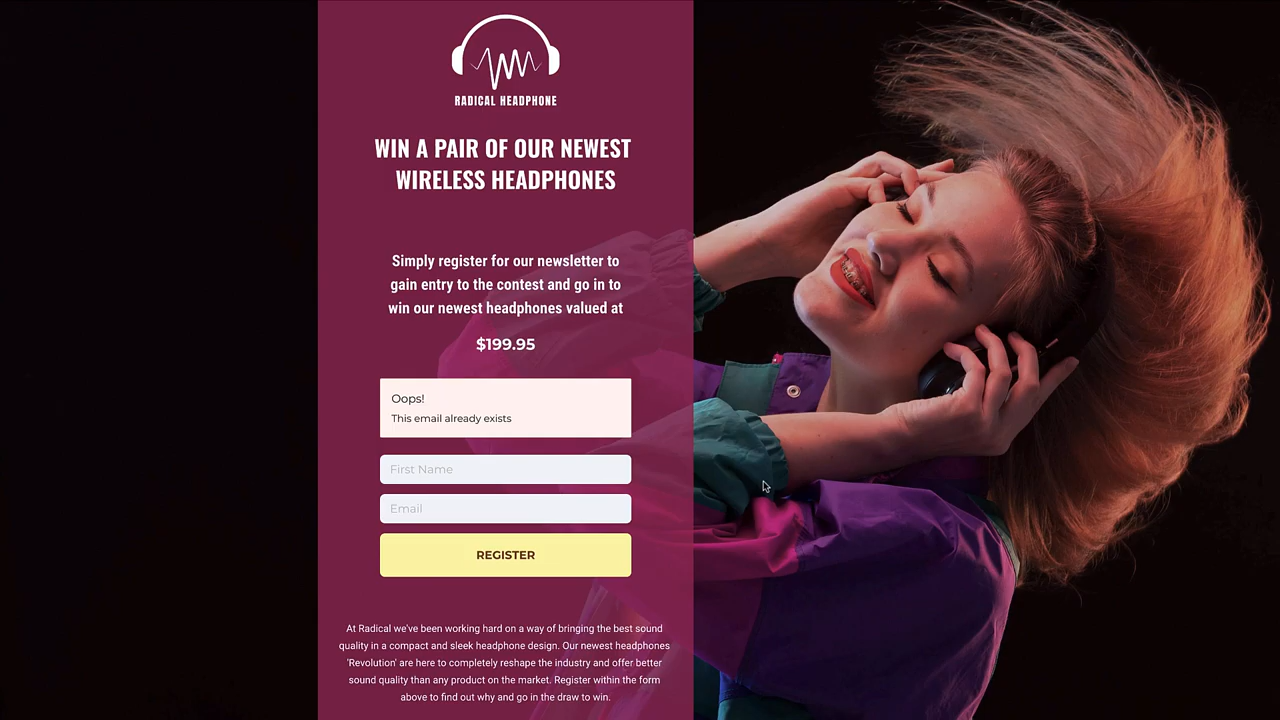 RADICAL HEADPHONE
WIN A PAIR OF OUR NEWEST
WIRELESS HEADPHONES
Simply register for our newsletter to
gain entry to the contest and go in to
win our newest headphones valued at
$199.95
Oops!
This email already exists
First Name
Email
REGISTER
At Radical we've been working hard on a way of bringing the best sound
quality in a compact and sleek headphone design. Our newest headphones
'Revolution' are here to completely reshape the industry and offer better
sound quality than any product on the market. Register within the form
above to find out why and go in the draw to win.